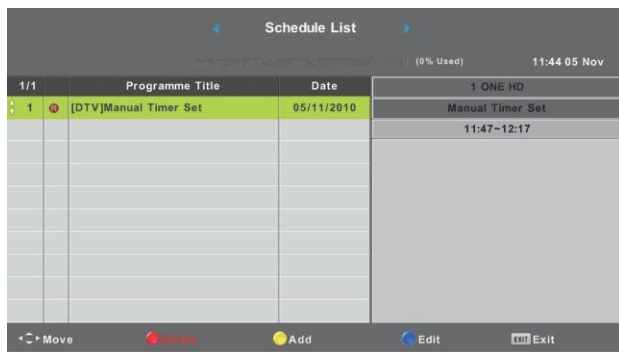 Schedule List
(0% Used) 11:44 05 Nov
1/1 Programme Title Date 1 ONE HD
1 R [DTV]Manual Timer Set 05/11/2010 Manual Timer Set
11:47~12:17
Move Add Edit EXIT Exit